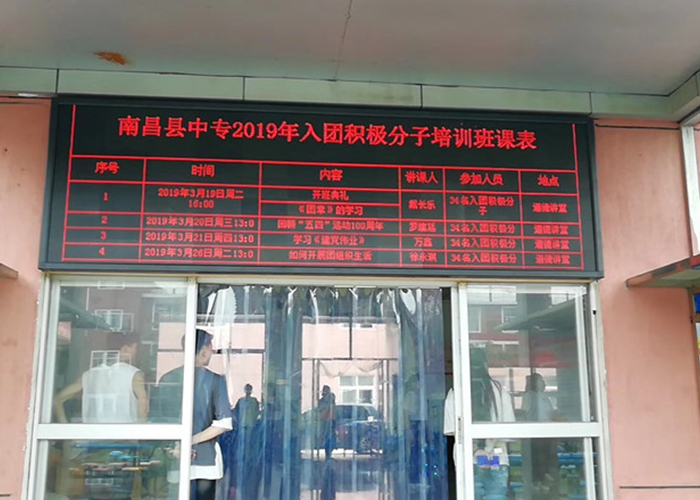 南昌县中专2019年入团积极分子培训班课表
序号 时间 内容 讲课人 参加人员 地点
1 2019年3月19日周二 16:00 开班典礼 《团章》的学习 戴长乐 34名入团积极分子 道德讲堂
2 2019年3月20日周三13:0 回顾“五四”运动100周年 34名入团积极分 道德讲堂
3 2019年3月21日周四13:0 学习《建党伟业》 万鑫 34名入团积极分 道德讲堂
4 2019年3月26日周二13:0 如何开展团组织生活 徐永琪 34名入团积极分 道德讲堂